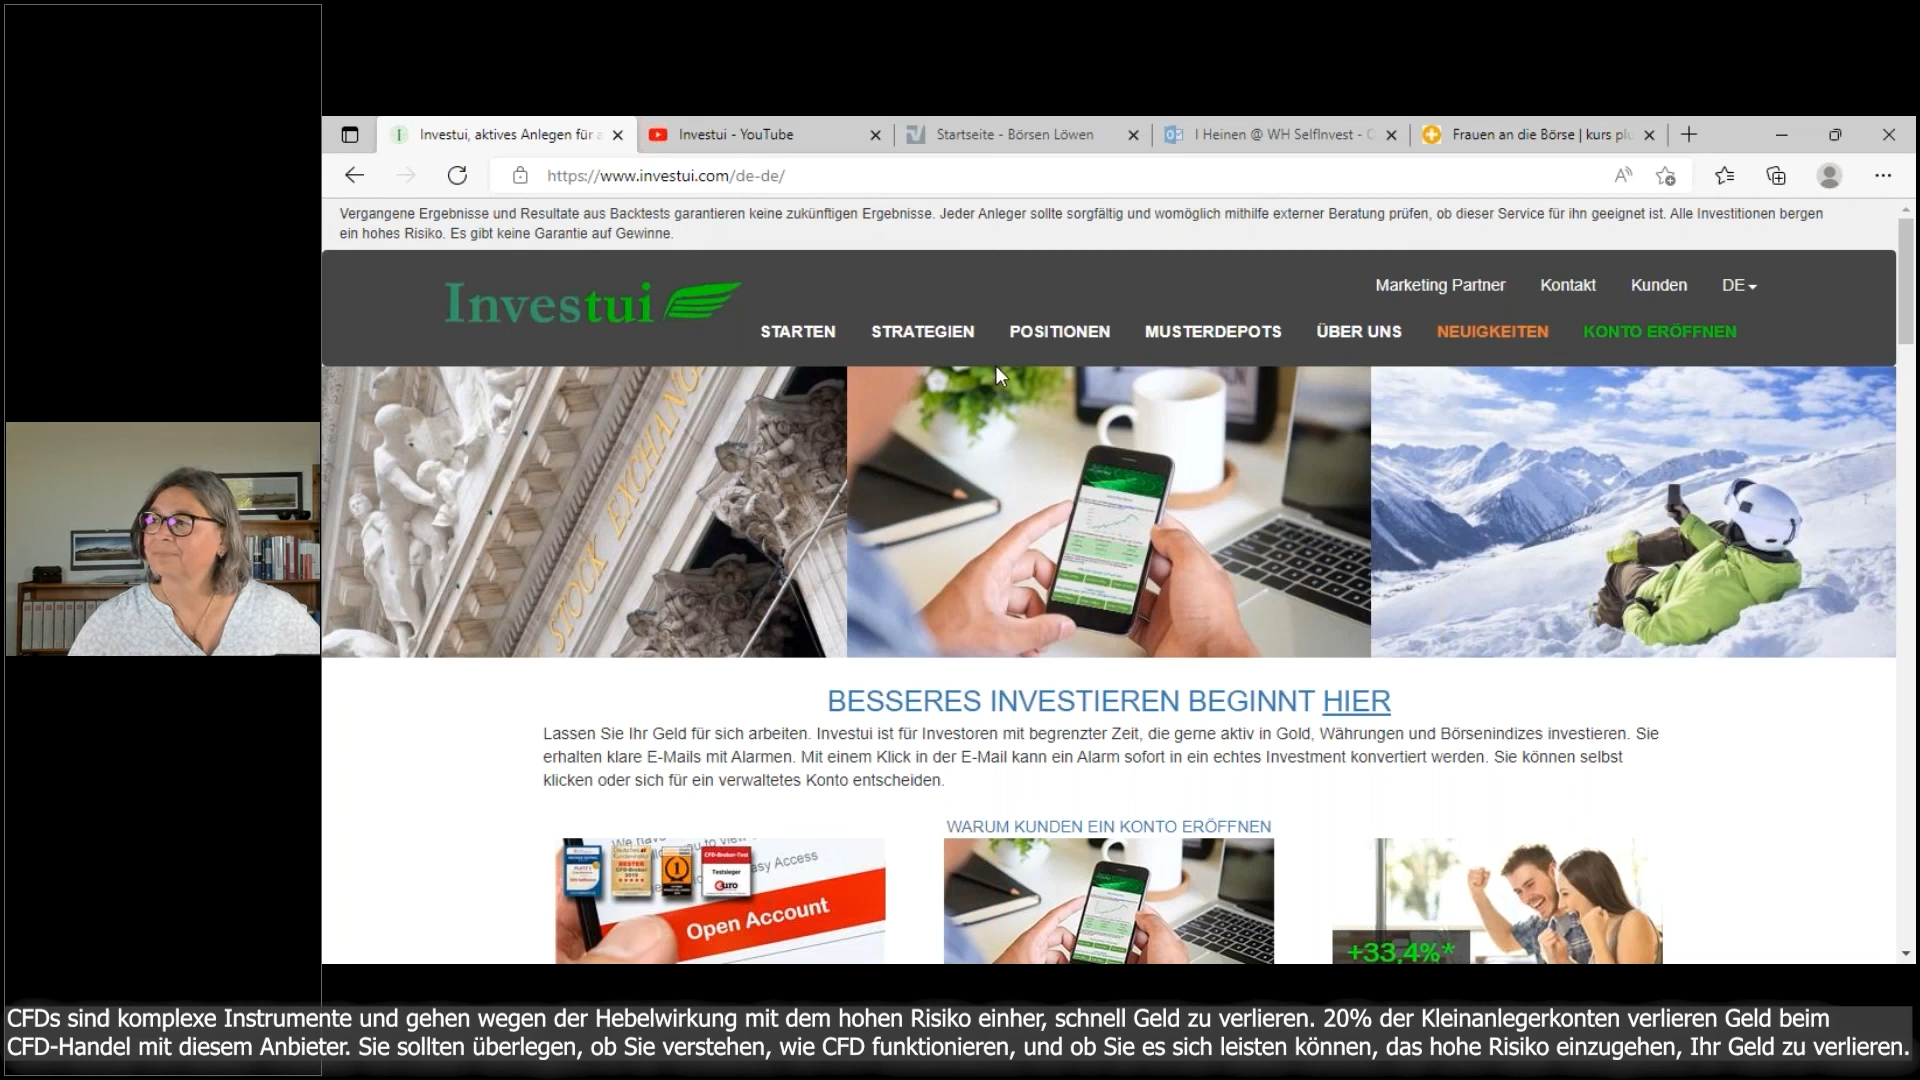 Investui, aktives Anlegen für a
Investui - YouTube
Startseite - Börsen Löwen
I Heinen @ WH SelfInvest - O
Frauen an die Börse | kurs plu
https://www.investui.com/de-de/
Vergangene Ergebnisse und Resultate aus Backtests garantieren keine zukünftigen Ergebnisse. Jeder Anleger sollte sorgfältig und womöglich mithilfe externer Beratung prüfen, ob dieser Service für ihn geeignet ist. Alle Investitionen bergen
ein hohes Risiko. Es gibt keine Garantie auf Gewinne.
Marketing Partner Kontakt Kunden DE
Investui
STARTEN STRATEGIEN POSITIONEN MUSTERDEPOTS ÜBER UNS NEUIGKEITEN KONTO ERÖFFNEN
STOCK EXCHANG
BESSERES INVESTIEREN BEGINNT HIER
Lassen Sie Ihr Geld für sich arbeiten. Investui ist für Investoren mit begrenzter Zeit, die gerne aktiv in Gold, Währungen und Börsenindizes investieren. Sie
erhalten klare E-Mails mit Alarmen. Mit einem Klick in der E-Mail kann ein Alarm sofort in ein echtes Investment konvertiert werden. Sie können selbst
klicken oder sich für ein verwaltetes Konto entscheiden.
WARUM KUNDEN EIN KONTO ERÖFFNEN
CFD-Broker-Test
Testsieger
€uro
1
easy Access
Open Account
+33,4%*
CFDs sind komplexe Instrumente und gehen wegen der Hebelwirkung mit dem hohen Risiko einher, schnell Geld zu verlieren. 20% der Kleinanlegerkonten verlieren Geld beim
CFD-Handel mit diesem Anbieter. Sie sollten überlegen, ob Sie verstehen, wie CFD funktionieren, und ob Sie es sich leisten können, das hohe Risiko einzugehen, Ihr Geld zu verlieren.